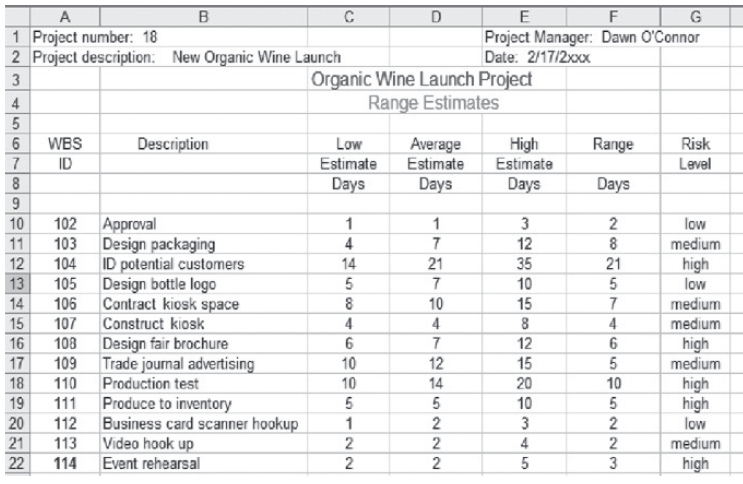 A B C D E F G
1 Project number: 18 Project Manager: Dawn O'Connor
2 Project description: New Organic Wine Launch Date: 2/17/2xxx
3 Organic Wine Launch Project
4 Range Estimates
5
6 WBS Description Low Average High Range Risk
7 ID Estimate Estimate Estimate Level
8 Days Days Days Days
9
10 102 Approval 1 1 3 2 low
11 103 Design packaging 4 7 12 8 medium
12 104 ID potential customers 14 21 35 21 high
13 105 Design bottle logo 5 7 10 5 low
14 106 Contract kiosk space 8 10 15 7 medium
15 107 Construct kiosk 4 4 8 4 medium
16 108 Design fair brochure 6 7 12 6 high
17 109 Trade journal advertising 10 12 15 5 medium
18 110 Production test 10 14 20 10 high
19 111 Produce to inventory 5 5 10 5 high
20 112 Business card scanner hookup 1 2 3 2 low
21 113 Video hook up 2 2 4 2 medium
22 114 Event rehearsal 2 2 5 3 high